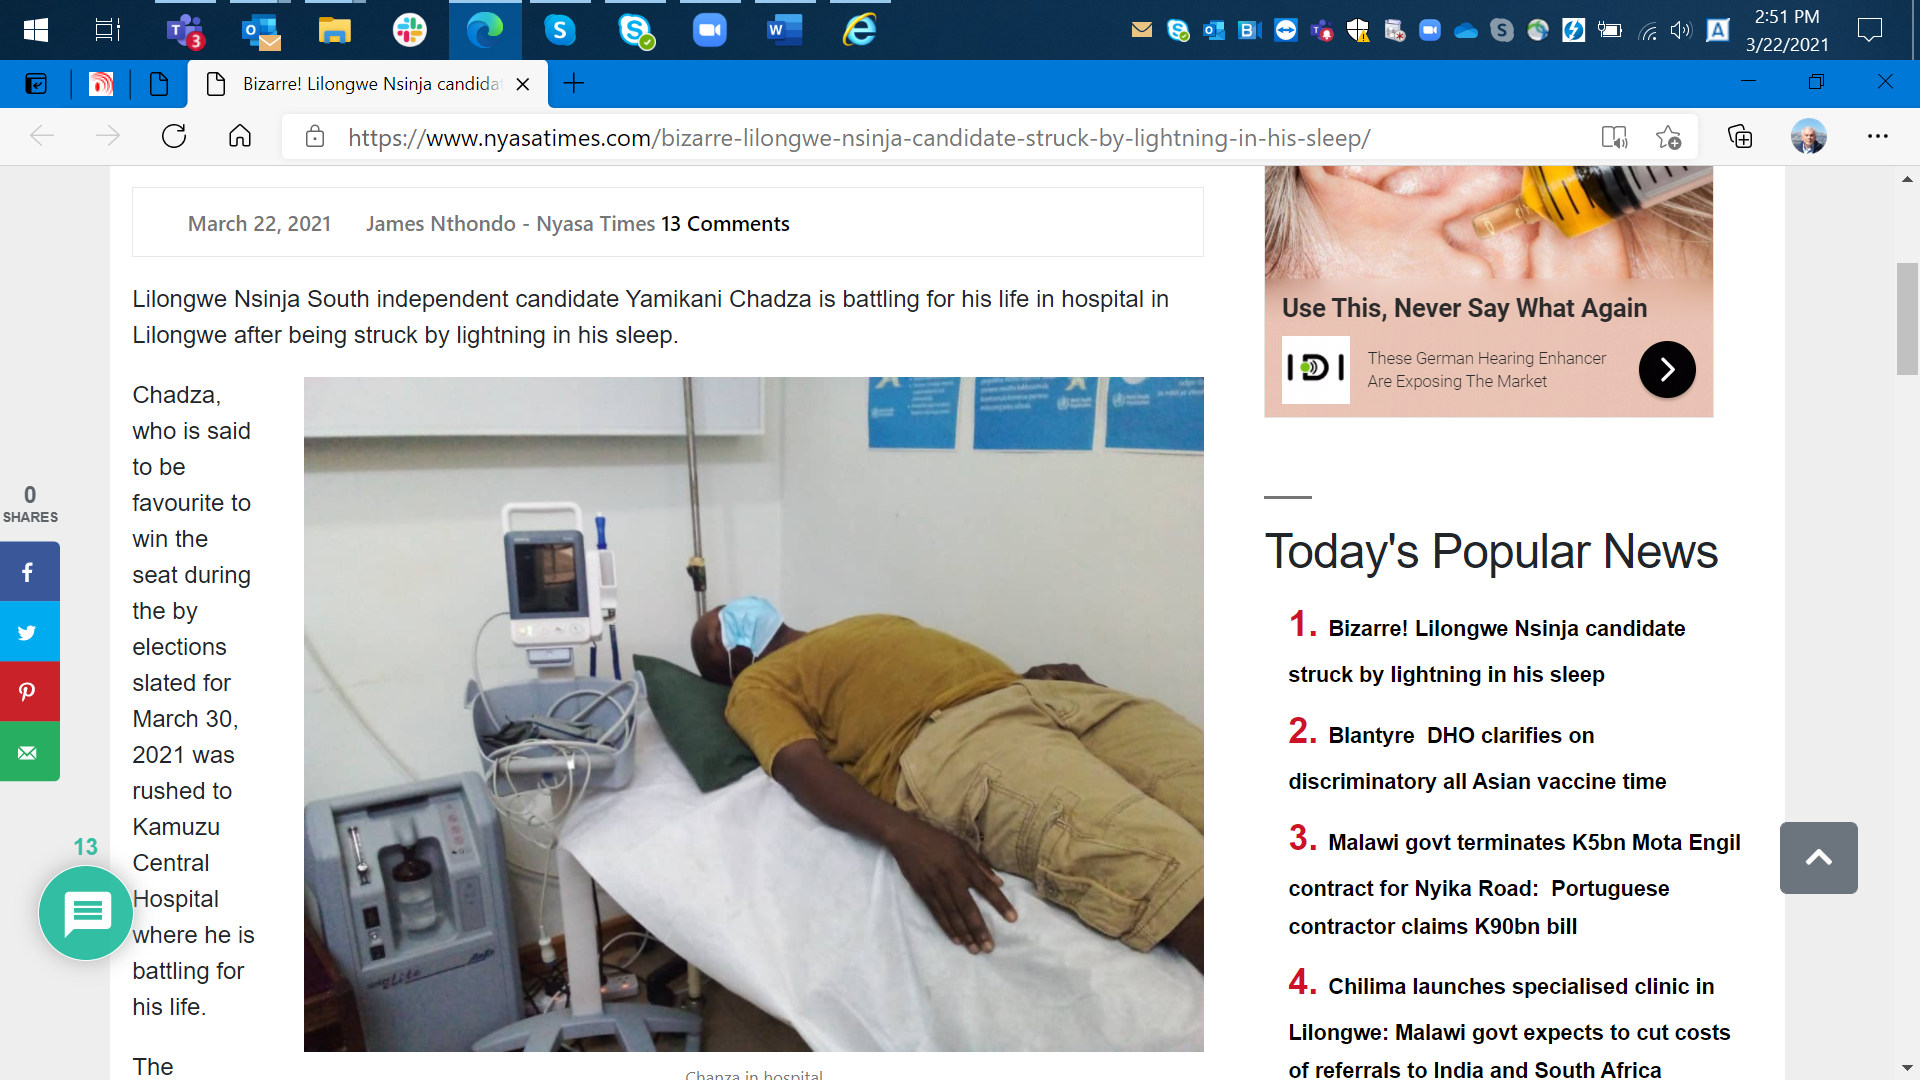 3
2:51 PM
3/22/2021
Bizarre! Lilongwe Nsinja candida
https://www.nyasatimes.com/bizarre-lilongwe-nsinja-candidate-struck-by-lightning-in-his-sleep/
March 22, 2021 James Nthondo - Nyasa Times 13 Comments
Lilongwe Nsinja South independent candidate Yamikani Chadza is battling for his life in hospital in
Lilongwe after being struck by lightning in his sleep.
Chadza,
who is said
to be
favourite to
win the
seat during
the by
elections
slated for
March 30,
2021 was
rushed to
Kamuzu
Central
Hospital
where he is
battling for
his life.
The
Chanza in hospital
0
SHARES
13
Use This, Never Say What Again
IDI
These German Hearing Enhancer
Are Exposing The Market
Today's Popular News
1. Bizarre! Lilongwe Nsinja candidate
struck by lightning in his sleep
2. Blantyre DHO clarifies on
discriminatory all Asian vaccine time
3. Malawi govt terminates K5bn Mota Engil
contract for Nyika Road: Portuguese
contractor claims K90bn bill
4. Chilima launches specialised clinic in
Lilongwe: Malawi govt expects to cut costs
of referrals to India and South Africa